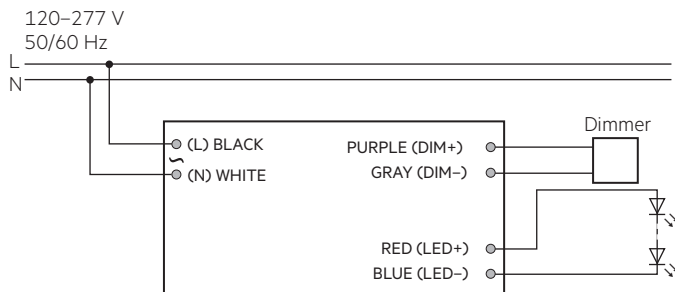 120–277 V
50/60 Hz
L
N
Dimmer
(L) BLACK
PURPLE (DIM+)
~
(N) WHITE
GRAY (DIM–)
RED (LED+)
BLUE (LED–)